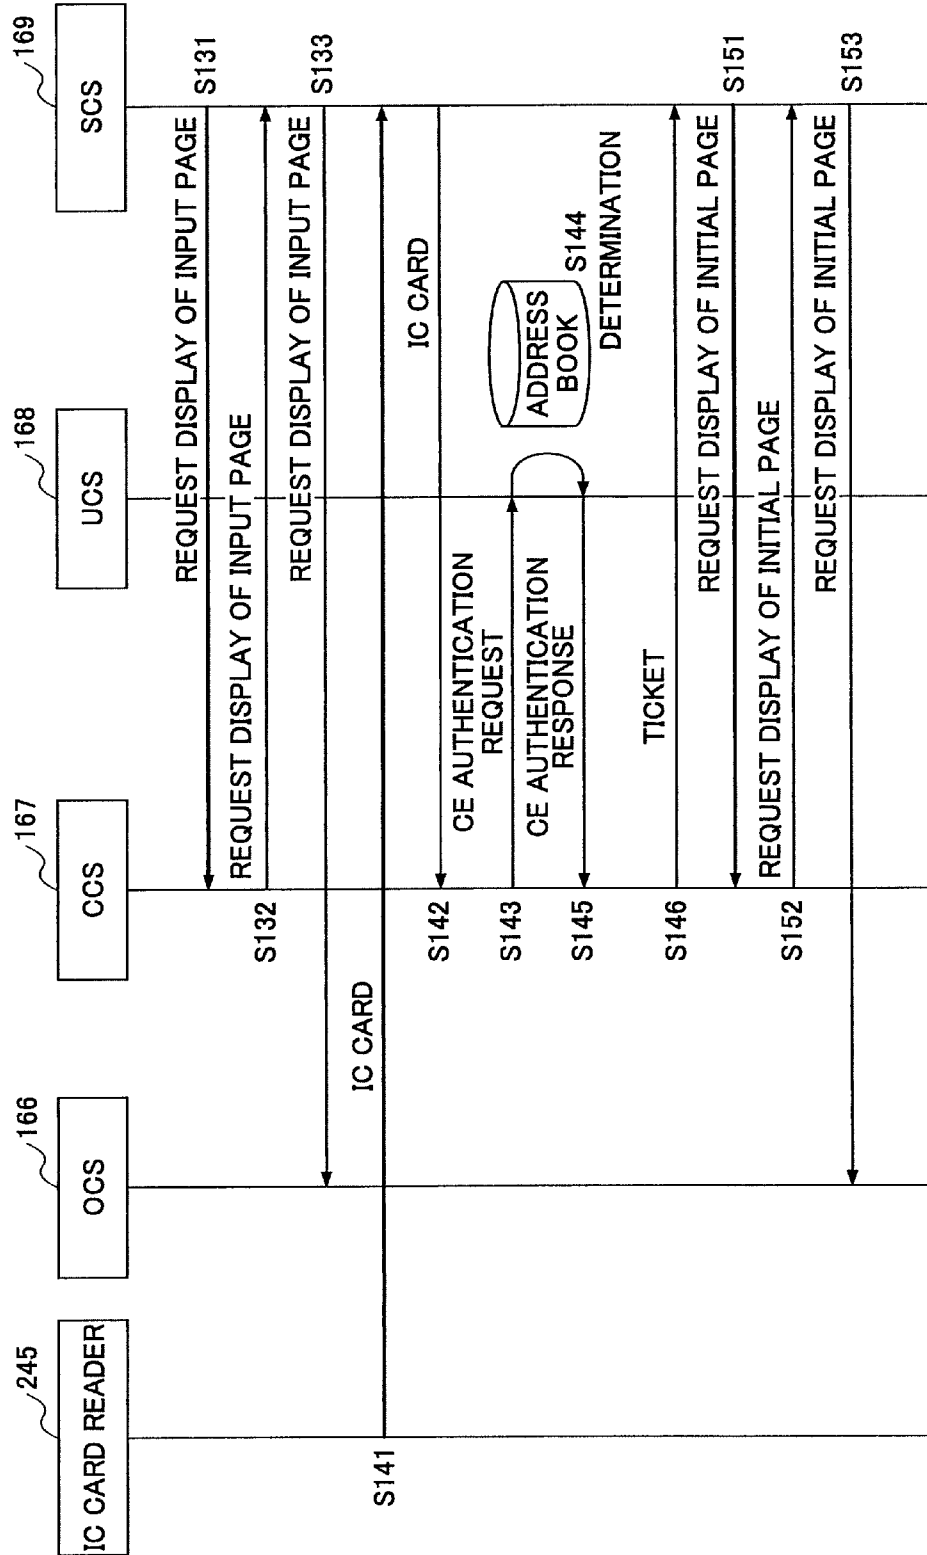 245
IC CARD READER
166
OCS
167
CCS
168
UCS
169
SCS
REQUEST DISPLAY OF INPUT PAGE
S131
S132
REQUEST DISPLAY OF INPUT PAGE
REQUEST DISPLAY OF INPUT PAGE
S133
S141
IC CARD
IC CARD
S142
CE AUTHENTICATION
REQUEST
S143
ADDRESS
BOOK
S144
DETERMINATION
CE AUTHENTICATION
RESPONSE
S145
TICKET
S146
REQUEST DISPLAY OF INITIAL PAGE
S151
REQUEST DISPLAY OF INITIAL PAGE
S152
REQUEST DISPLAY OF INITIAL PAGE
S153